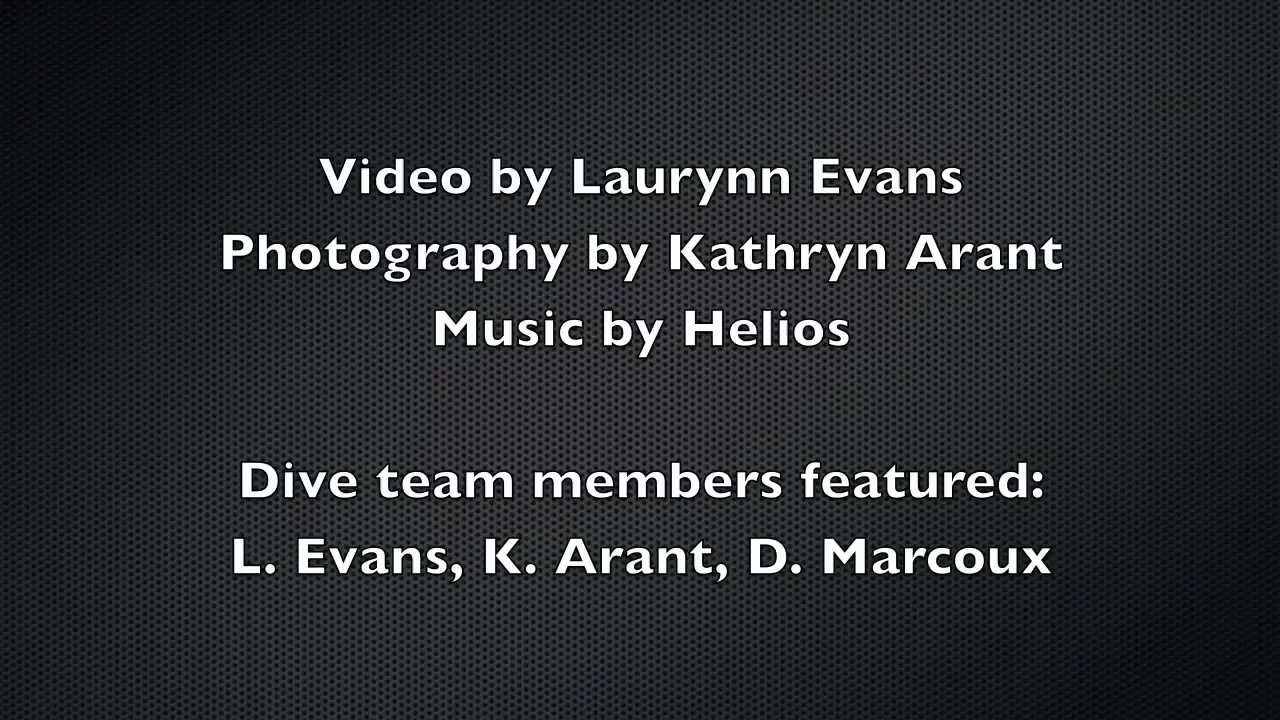 Video by Laurynn Evans
Photography by Kathryn Arant
Music by Helios
Dive team members featured:
L. Evans, K. Arant, D. Marcoux